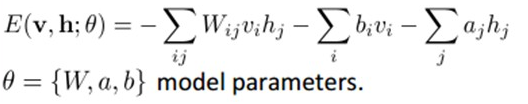 E(v, h; θ) = − ∑_{ij} W_{ij} v_i h_j − ∑_i b_i v_i − ∑_j a_j h_j
θ = {W, a, b} model parameters.